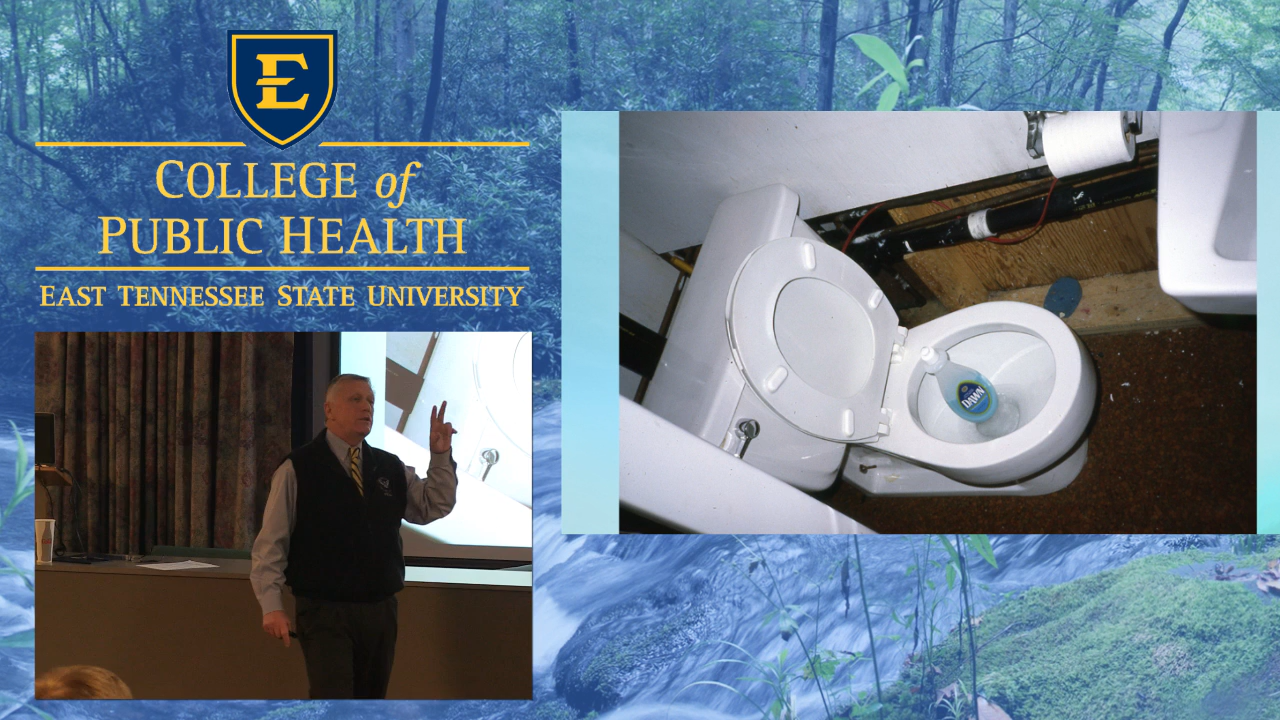 E
COLLEGE of
PUBLIC HEALTH
EAST TENNESSEE STATE UNIVERSITY
DAWN